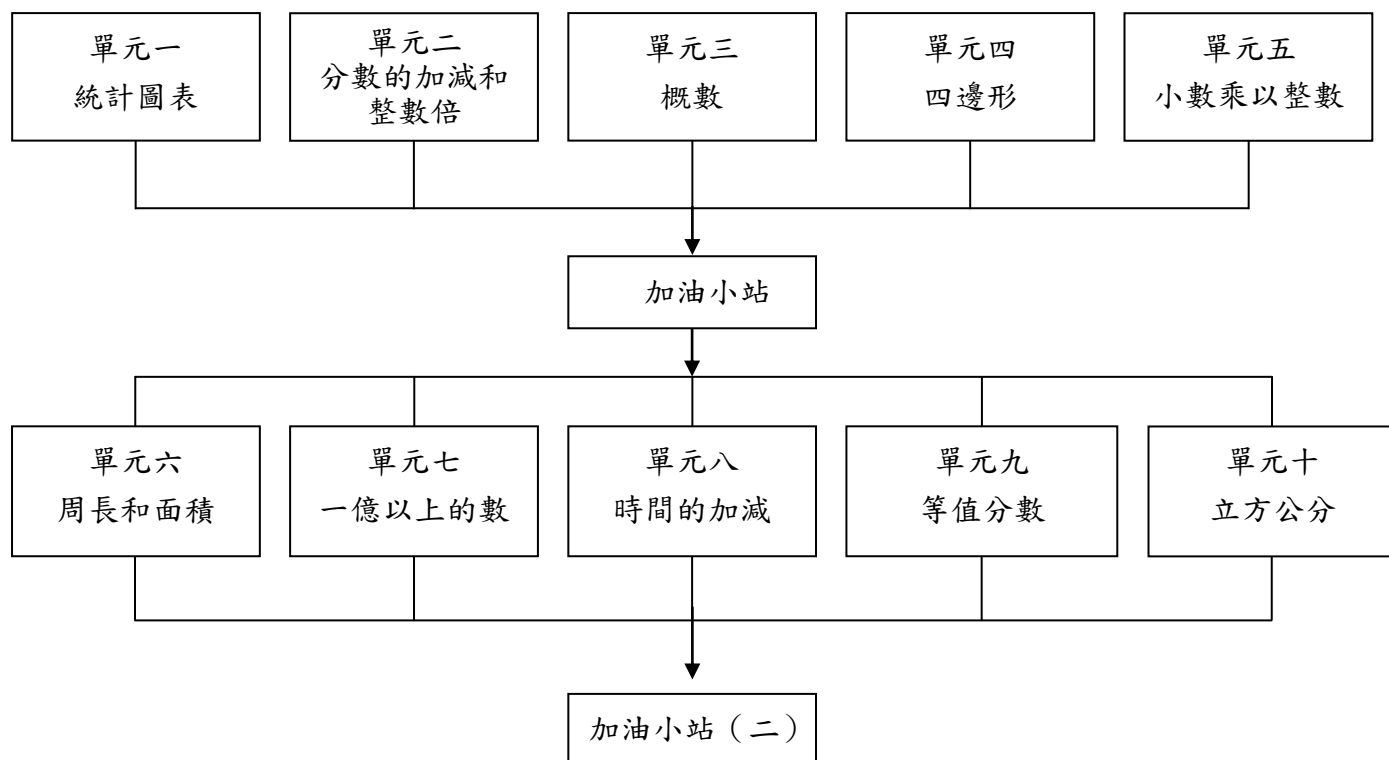 單元一
統計圖表
單元二
分數的加減和
整數倍
單元三
概數
單元四
四邊形
單元五
小數乘以整數
加油小站
單元六
周長和面積
單元七
一億以上的數
單元八
時間的加減
單元九
等值分數
單元十
立方公分
加油小站（二）